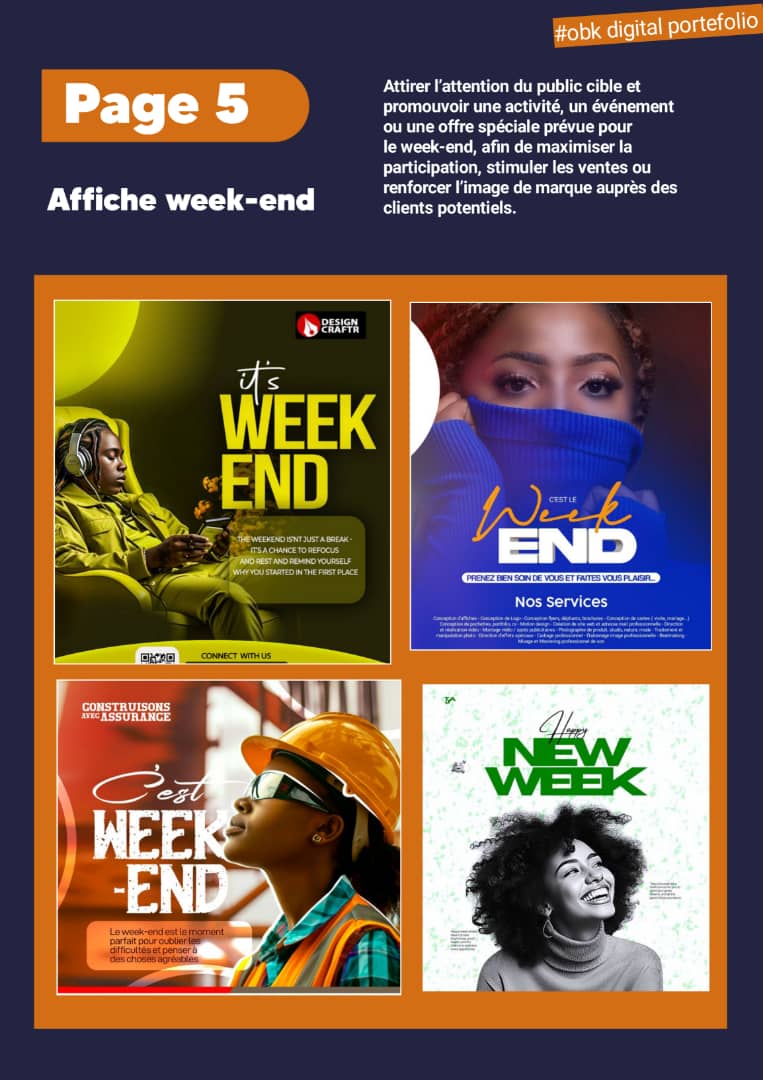 #obk digital portefolio
Page 5
Affiche week-end
Attirer l'attention du public cible et
promouvoir une activité, un événement
ou une offre spéciale prévue pour
le week-end, afin de maximiser la
participation, stimuler les ventes ou
renforcer l'image de marque auprès des
clients potentiels.
DESIGN
CRAFTR
it's
WEEK
END
THE WEEKEND ISN'T JUST A BREAK -
IT'S A CHANCE TO REFOCUS
AND REST AND REMIND YOURSELF
WHY YOU STARTED IN THE FIRST PLACE
CONNECT WITH US
C'EST LE
Week
END
PRENEZ BIEN SOIN DE VOUS ET FAITES VOUS PLAISIR...
Nos Services
CONSTRUISONS
AVEC ASSURANCE
C'est
WEEK
-END
Le week-end est le moment
parfait pour oublier les
difficultés et penser à
des choses agréables
Happy
NEW
WEEK